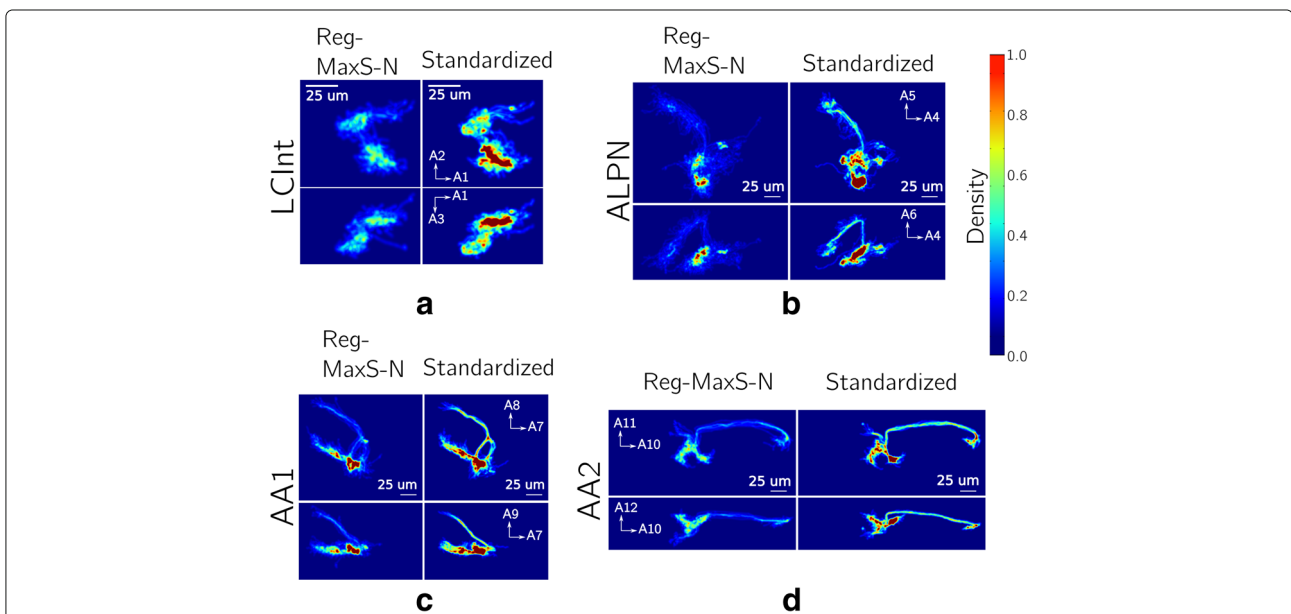 Reg-
MaxS-N
Standardized
25 um
25 um
LCInt
A2
A1
A1
A3
a
Reg-
MaxS-N
Standardized
ALPN
A5
A4
25 um
25 um
A6
A4
b
1.0
0.8
0.6
0.4
0.2
0.0
Density
Reg-
MaxS-N
Standardized
AA1
A8
A7
25 um
25 um
A9
A7
c
Reg-MaxS-N
Standardized
AA2
A11
A10
25 um
25 um
A12
A10
d